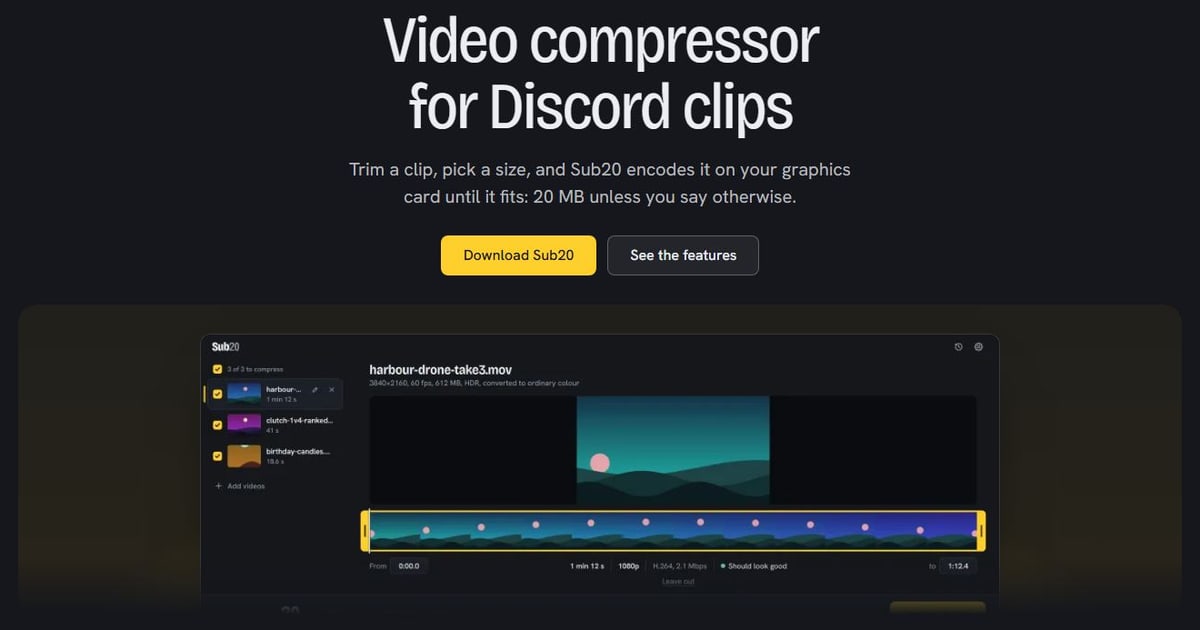 Video compressor
for Discord clips
Trim a clip, pick a size, and Sub20 encodes it on your graphics
card until it fits: 20 MB unless you say otherwise.
Download Sub20
See the features
Sub20
3 of 3 to compress
harbour-...
1 min 12 s
clutch-1v4-ranked...
41 s
birthday-candles...
18.6 s
+ Add videos
harbour-drone-take3.mov
3840×2160, 60 fps, 612 MB, HDR, converted to ordinary colour
From 0:00.0
1 min 12 s 1080p H.264, 2.1 Mbps Should look good
to 1:12.4
Leave out
20